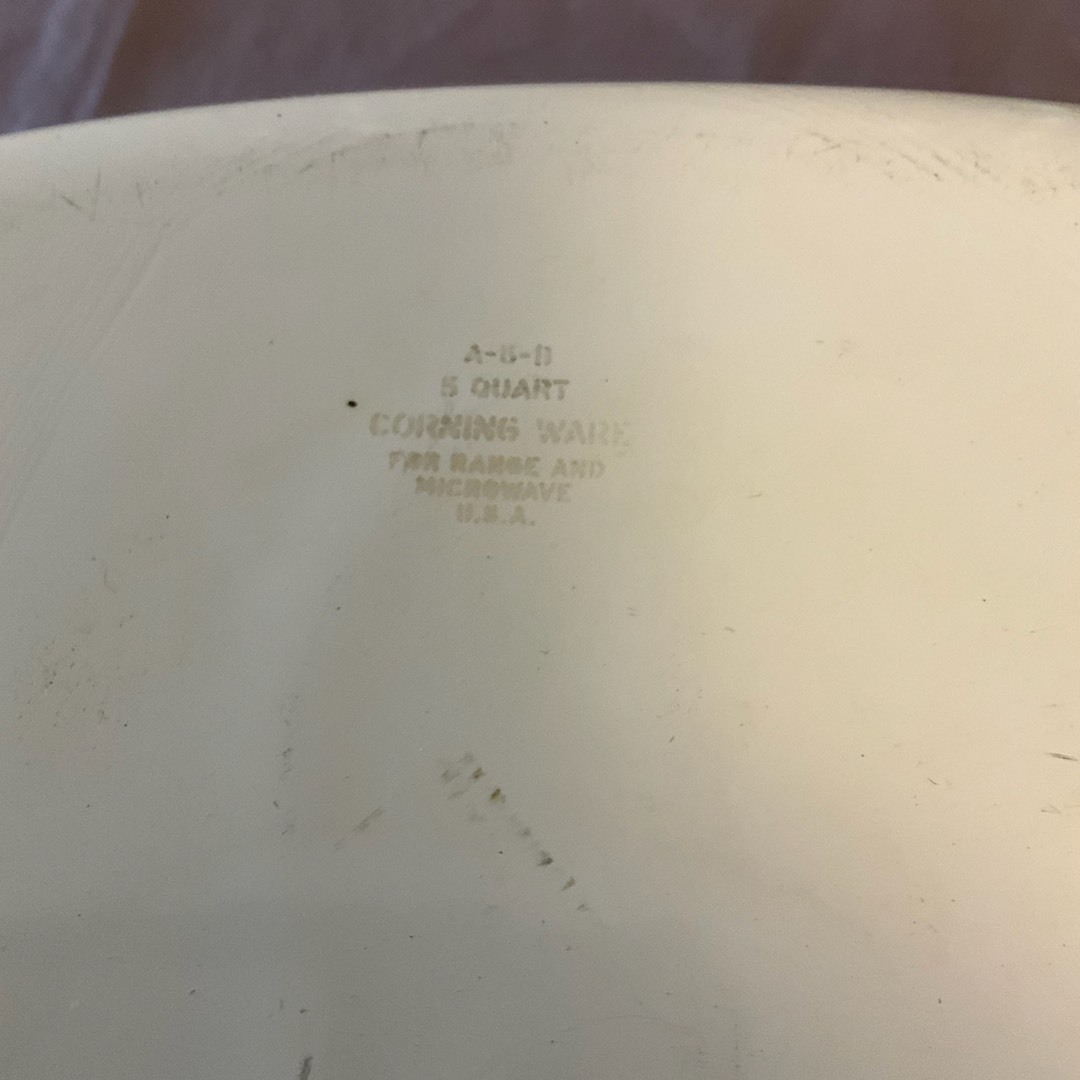 A-5-B
5 QUART
CORNING WARE
FOR RANGE AND
MICROWAVE
U.S.A.